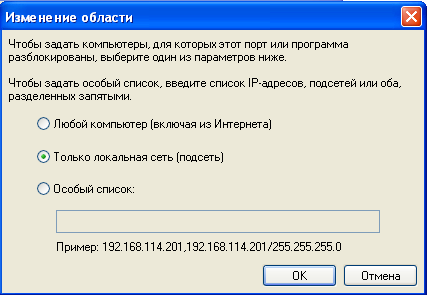 Изменение области
Чтобы задать компьютеры, для которых этот порт или программа
разблокированы, выберите один из параметров ниже.
Чтобы задать особый список, введите список IP-адресов, подсетей или оба,
разделенных запятыми.
Любой компьютер (включая из Интернета)
Только локальная сеть (подсеть)
Особый список:
Пример: 192.168.114.201,192.168.114.201/255.255.255.0
ОК
Отмена